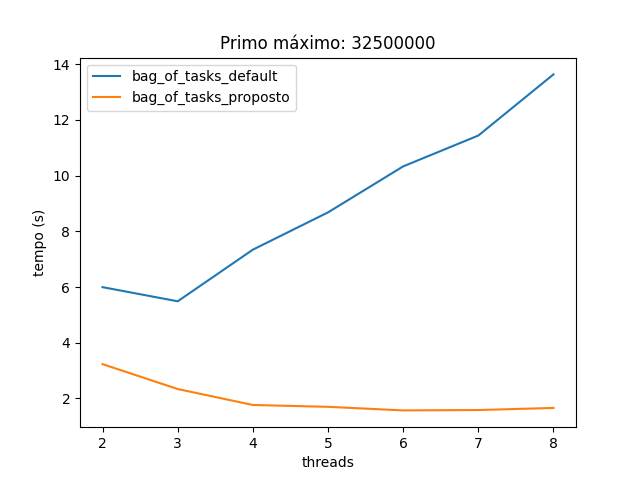 Primo máximo: 32500000
bag_of_tasks_default
bag_of_tasks_proposto
14
12
10
8
6
4
2
tempo (s)
2 3 4 5 6 7 8
threads